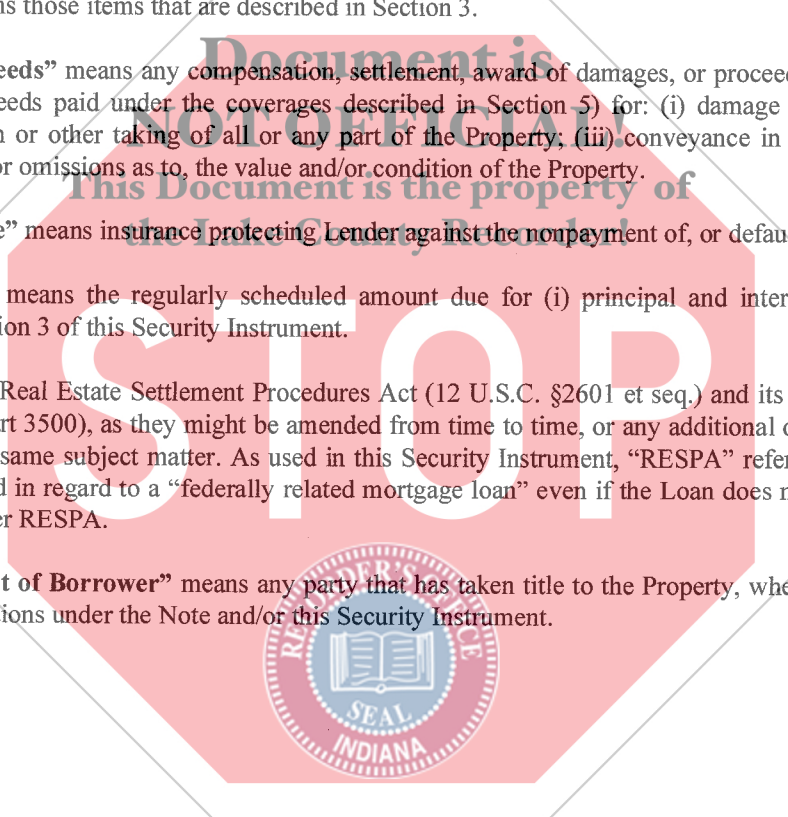 ns those items that are described in Section 3.
Document is
eeds” means any compensation, settlement, award of damages, or proceed
eeds paid under the coverages described in Section 5) for: (i) damage
NOT OFFICIAL!
n or other taking of all or any part of the Property; (iii) conveyance in
or omissions as to, the value and/or condition of the Property.
This Document is the property of
the Lake County Recorder!
e” means insurance protecting Lender against the nonpayment of, or defau
means the regularly scheduled amount due for (i) principal and inter
ion 3 of this Security Instrument.
STOP
Real Estate Settlement Procedures Act (12 U.S.C. §2601 et seq.) and its
rt 3500), as they might be amended from time to time, or any additional o
same subject matter. As used in this Security Instrument, “RESPA” refer
d in regard to a “federally related mortgage loan” even if the Loan does n
er RESPA.
t of Borrower” means any party that has taken title to the Property, whe
tions under the Note and/or this Security Instrument.
RECORDER'S OFFICE
SEAL
INDIANA